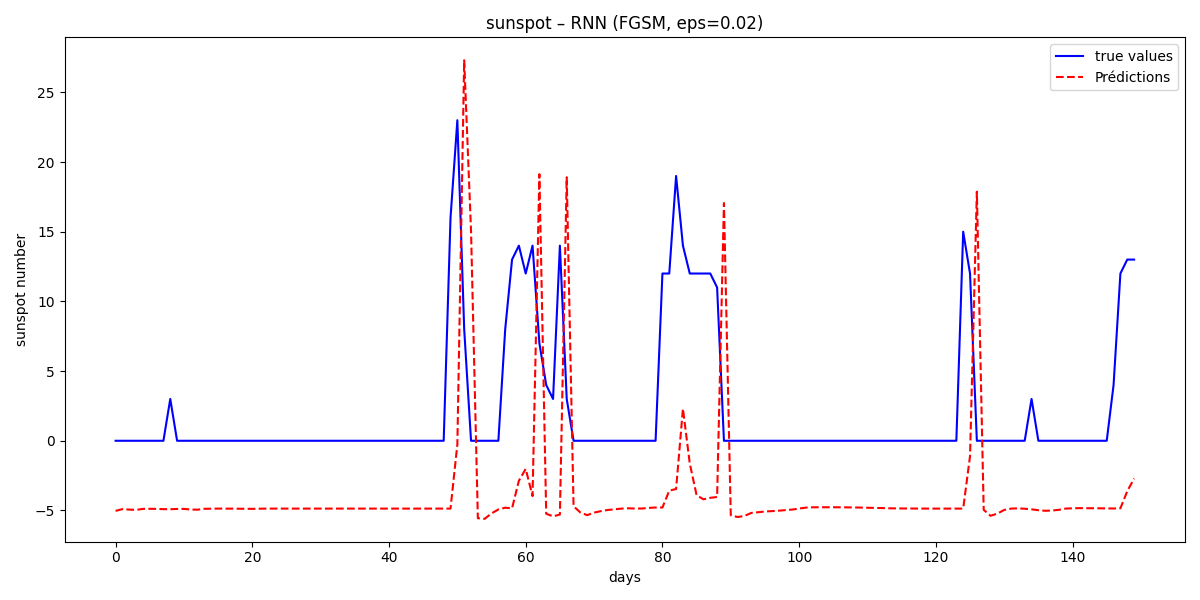 sunspot – RNN (FGSM, eps=0.02)
true values
Prédictions
sunspot number
25
20
15
10
5
0
−5
0 20 40 60 80 100 120 140
days